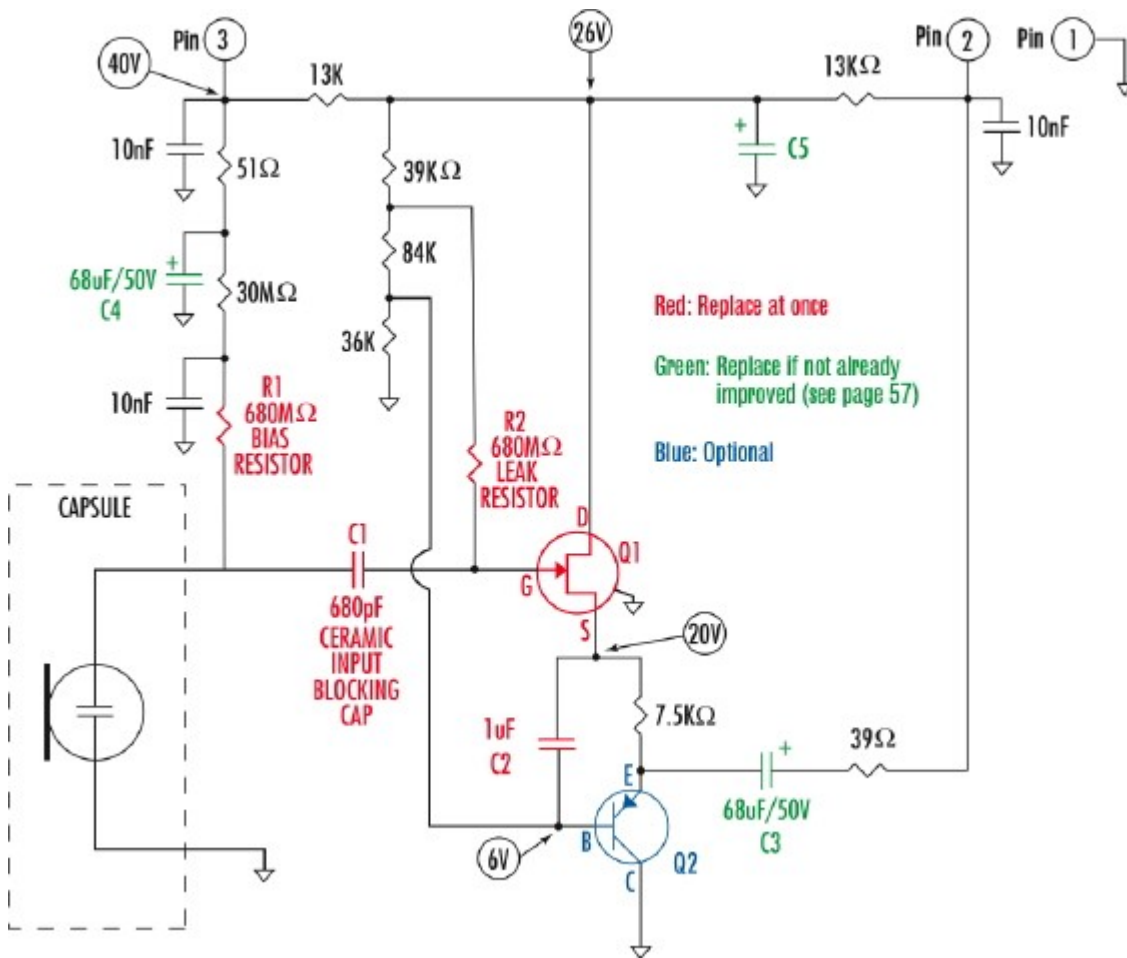 Pin 3
26V
Pin 2
Pin 1
40V
13K
13KΩ
10nF
+
C5
10nF
51Ω
39KΩ
+
68uF/50V
C4
30MΩ
84K
Red: Replace at once
36K
Green: Replace if not already
improved (see page 57)
10nF
R1
680MΩ
BIAS
RESISTOR
R2
680MΩ
LEAK
RESISTOR
Blue: Optional
CAPSULE
C1
D
Q1
G
680pF
CERAMIC
INPUT
BLOCKING
CAP
S
20V
7.5KΩ
1uF
C2
39Ω
+
E
68uF/50V
C3
B
6V
Q2
C